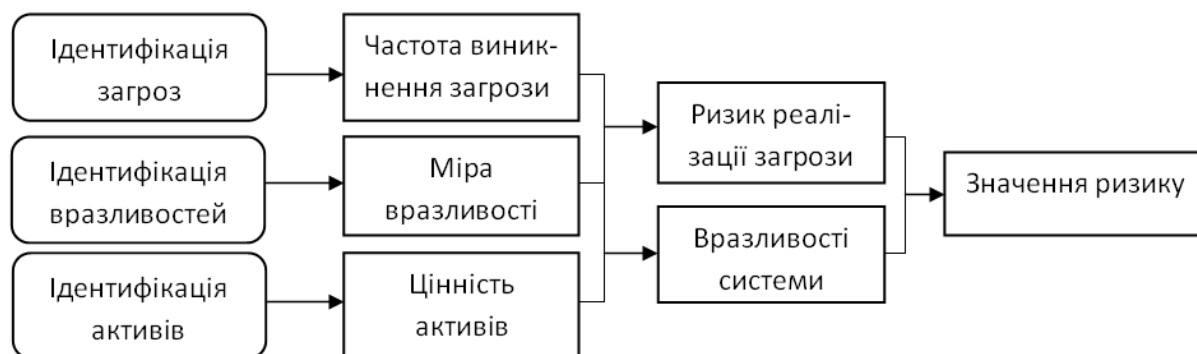 Ідентифікація
загроз
Частота виник-
нення загрози
Ідентифікація
вразливостей
Міра
вразливості
Ідентифікація
активів
Цінність
активів
Ризик реалі-
зації загрози
Вразливості
системи
Значення ризику